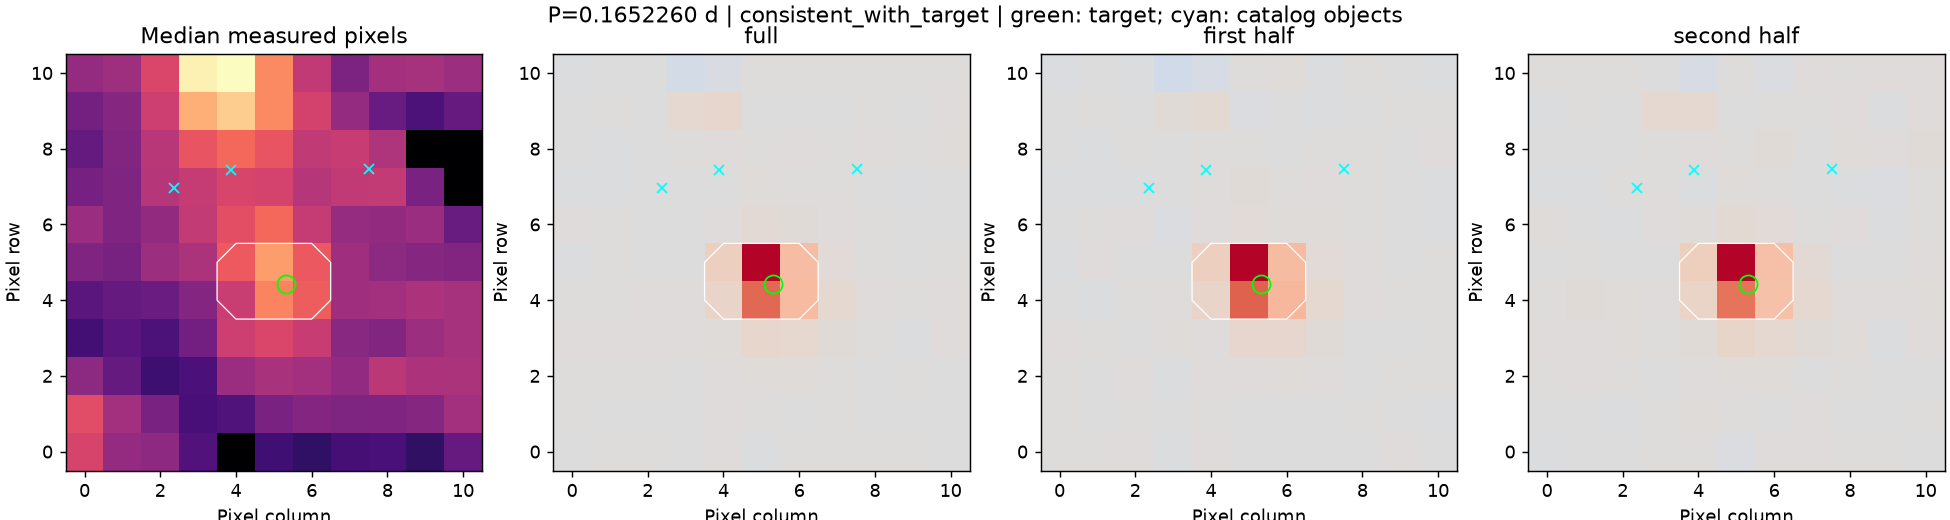 P=0.1652260 d | consistent_with_target | green: target; cyan: catalog objects
Median measured pixels
full
first half
second half
Pixel row
10
8
6
4
2
0
0 2 4 6 8 10
Pixel column
Pixel row
10
8
6
4
2
0
0 2 4 6 8 10
Pixel column
Pixel row
10
8
6
4
2
0
0 2 4 6 8 10
Pixel column
Pixel row
10
8
6
4
2
0
0 2 4 6 8 10
Pixel column